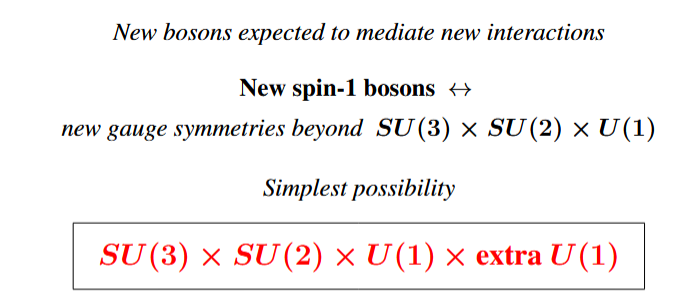 New bosons expected to mediate new interactions
New spin-1 bosons ↔
new gauge symmetries beyond SU(3) × SU(2) × U(1)
Simplest possibility
SU(3) × SU(2) × U(1) × extra U(1)